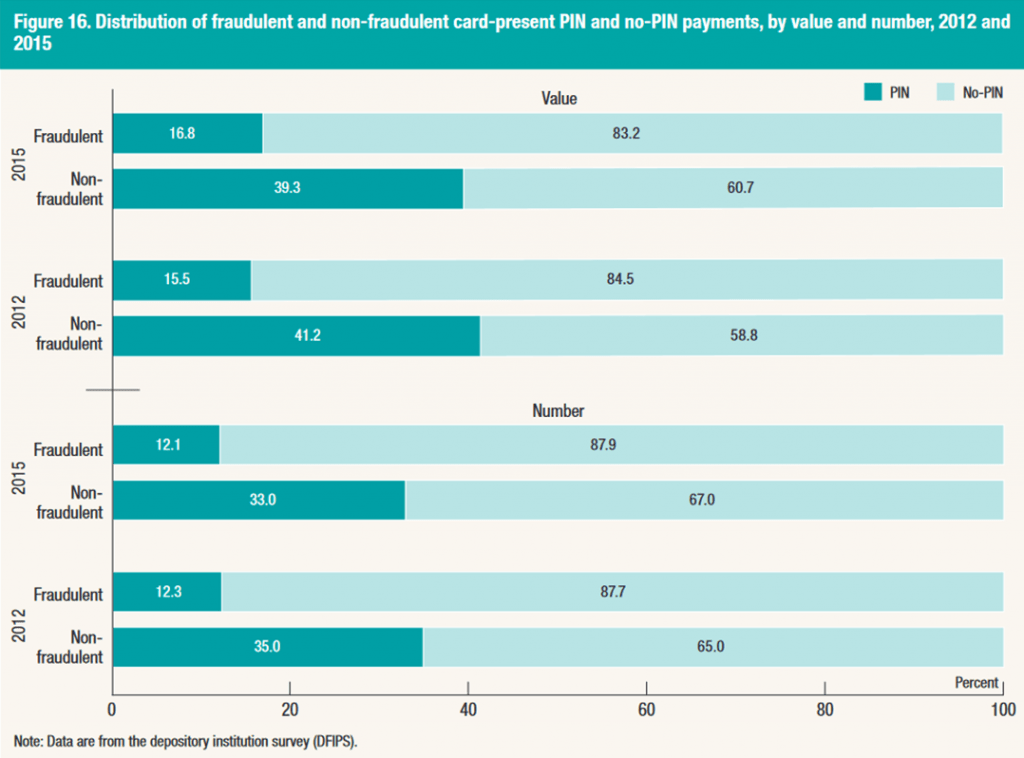 Figure 16. Distribution of fraudulent and non-fraudulent card-present PIN and no-PIN payments, by value and number, 2012 and
2015
PIN No-PIN
Value
2015
Fraudulent 16.8 83.2
Non-
fraudulent 39.3 60.7
2012
Fraudulent 15.5 84.5
Non-
fraudulent 41.2 58.8
Number
2015
Fraudulent 12.1 87.9
Non-
fraudulent 33.0 67.0
2012
Fraudulent 12.3 87.7
Non-
fraudulent 35.0 65.0
Percent
0 20 40 60 80 100
Note: Data are from the depository institution survey (DFIPS).